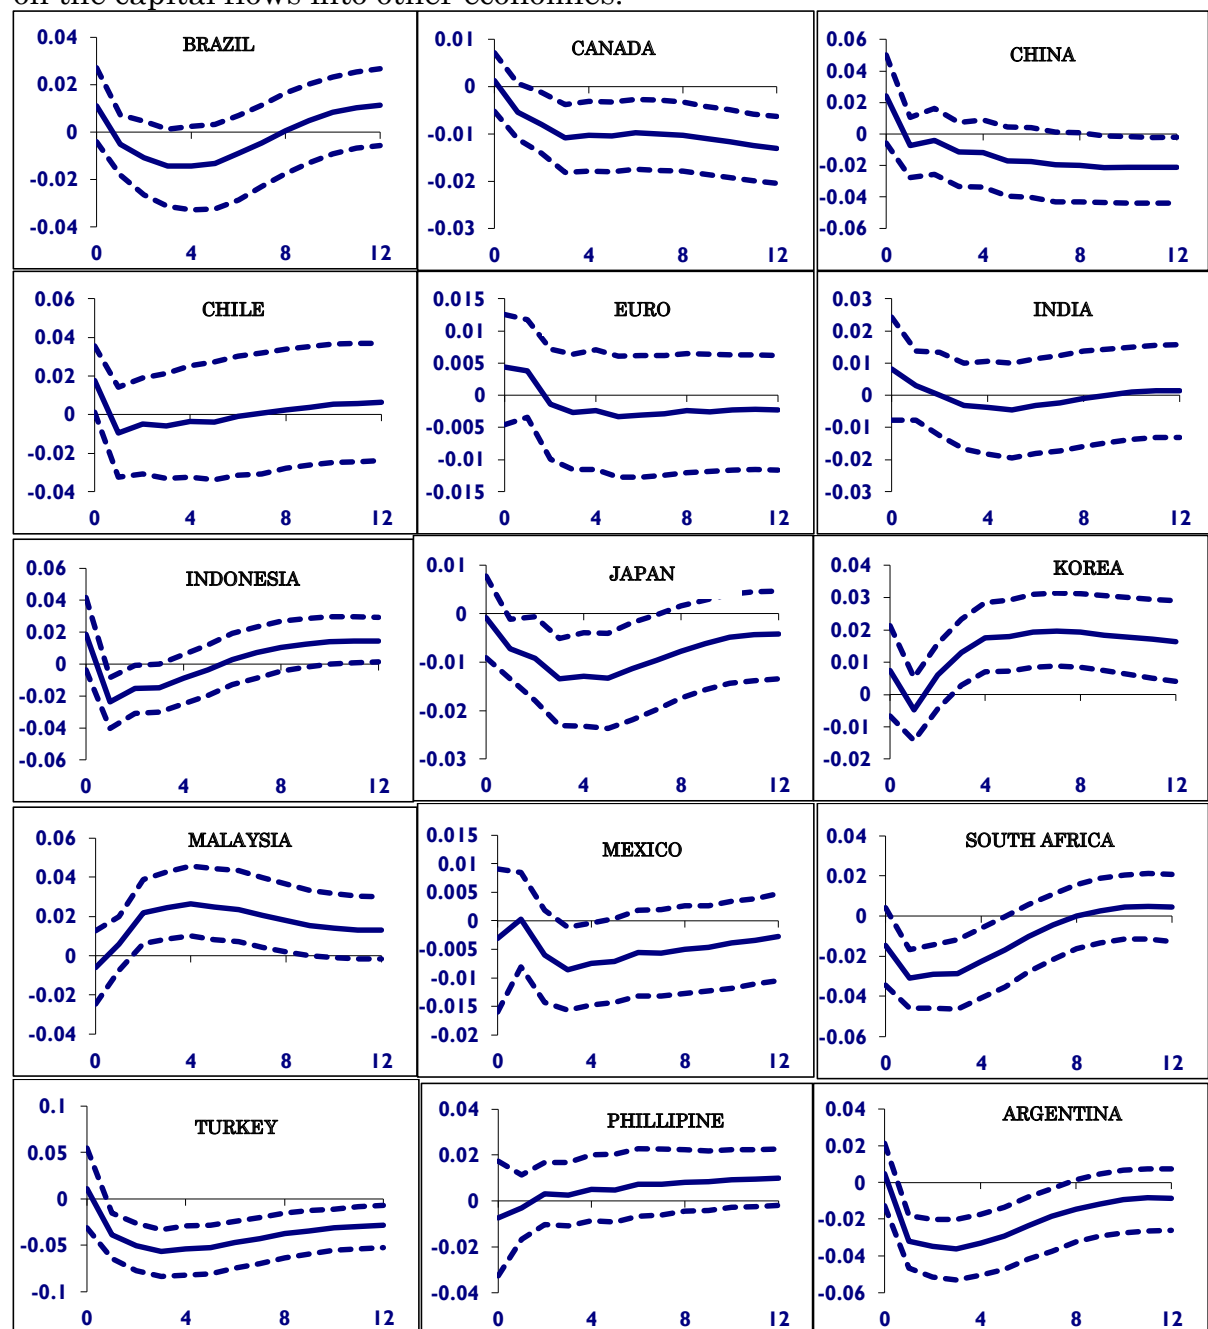 on the capital flows into other economies.
BRAZIL
0.04
0.02
0
-0.02
-0.04
0 4 8 12
CANADA
0.01
0
-0.01
-0.02
-0.03
0 4 8 12
CHINA
0.06
0.04
0.02
0
-0.02
-0.04
-0.06
0 4 8 12
CHILE
0.06
0.04
0.02
0
-0.02
-0.04
0 4 8 12
EURO
0.015
0.01
0.005
0
-0.005
-0.01
-0.015
0 4 8 12
INDIA
0.03
0.02
0.01
0
-0.01
-0.02
-0.03
0 4 8 12
INDONESIA
0.06
0.04
0.02
0
-0.02
-0.04
-0.06
0 4 8 12
JAPAN
0.01
0
-0.01
-0.02
-0.03
0 4 8 12
KOREA
0.04
0.03
0.02
0.01
0
-0.01
-0.02
0 4 8 12
MALAYSIA
0.06
0.04
0.02
0
-0.02
-0.04
0 4 8 12
MEXICO
0.015
0.01
0.005
0
-0.005
-0.01
-0.015
-0.02
0 4 8 12
SOUTH AFRICA
0.04
0.02
0
-0.02
-0.04
-0.06
0 4 8 12
TURKEY
0.1
0.05
0
-0.05
-0.1
0 4 8 12
PHILLIPINE
0.04
0.02
0
-0.02
-0.04
0 4 8 12
ARGENTINA
0.04
0.02
0
-0.02
-0.04
-0.06
0 4 8 12